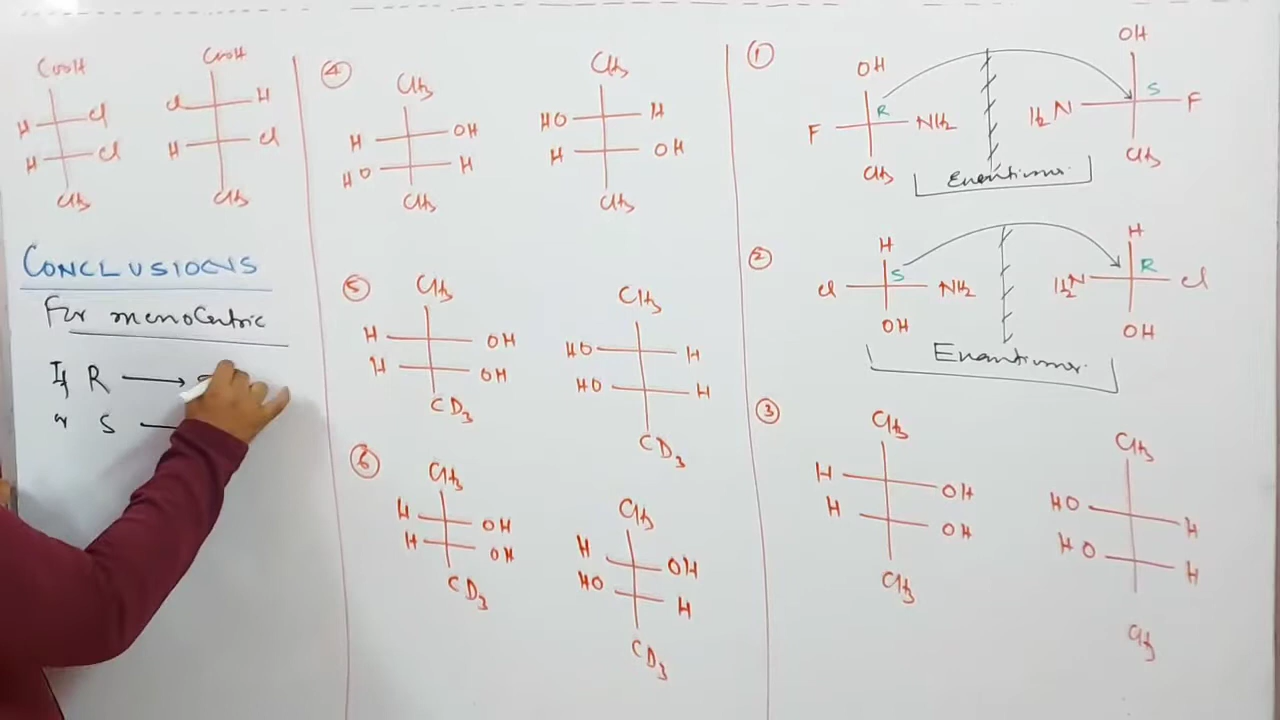 COOH COOH
H Cl Cl H
H Cl H Cl
CH3 CH3
CONCLUSIONS
For monocentric
If R ⟶
" S —
④
CH3 CH3
H OH HO H
HO H H OH
CH3 CH3
⑤
CH3 CH3
H OH HO H
H OH HO H
CD3 CD3
⑥
CH3 CH3
H OH H OH
H OH HO H
CD3 CD3
①
OH OH
F R NH2 H2N S F
CH3 CH3
Enantiomer.
②
H H
Cl S NH2 H2N R Cl
OH OH
Enantiomer.
③
CH3 CH3
H OH HO H
H OH HO H
CH3 CH3